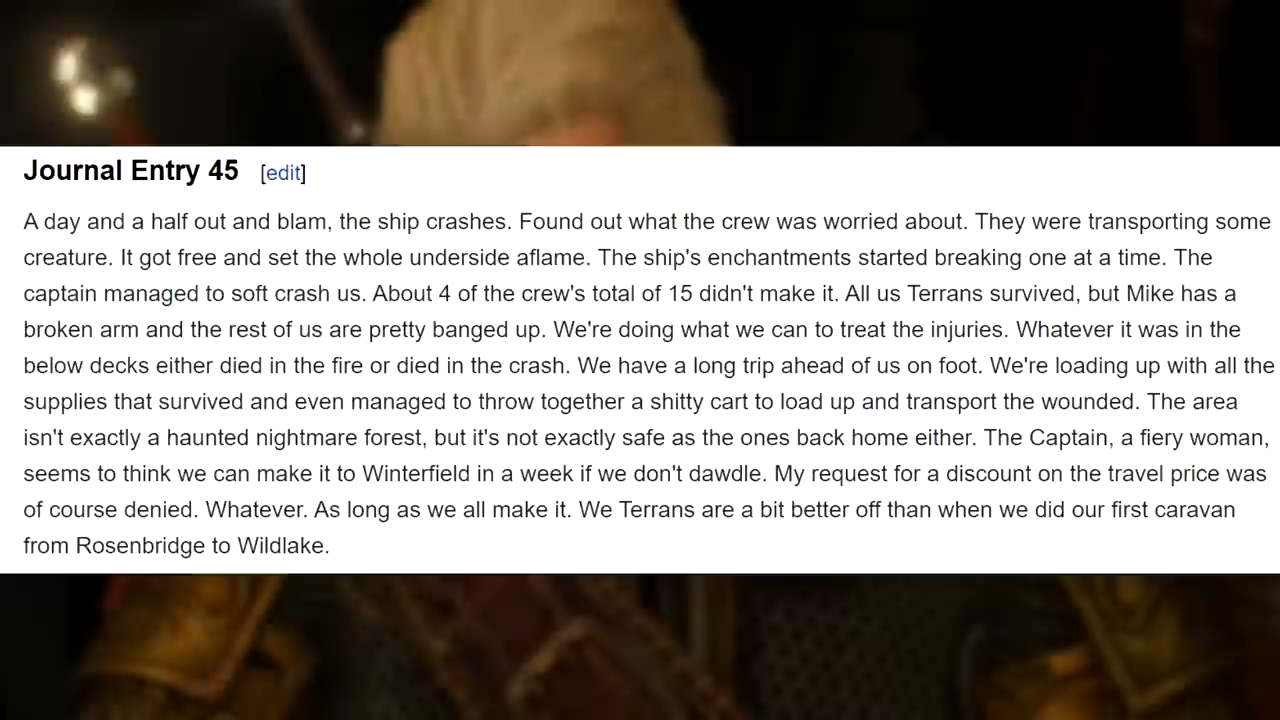 Journal Entry 45 [edit]
A day and a half out and blam, the ship crashes. Found out what the crew was worried about. They were transporting some
creature. It got free and set the whole underside aflame. The ship's enchantments started breaking one at a time. The
captain managed to soft crash us. About 4 of the crew's total of 15 didn't make it. All us Terrans survived, but Mike has a
broken arm and the rest of us are pretty banged up. We're doing what we can to treat the injuries. Whatever it was in the
below decks either died in the fire or died in the crash. We have a long trip ahead of us on foot. We're loading up with all the
supplies that survived and even managed to throw together a shitty cart to load up and transport the wounded. The area
isn't exactly a haunted nightmare forest, but it's not exactly safe as the ones back home either. The Captain, a fiery woman,
seems to think we can make it to Winterfield in a week if we don't dawdle. My request for a discount on the travel price was
of course denied. Whatever. As long as we all make it. We Terrans are a bit better off than when we did our first caravan
from Rosenbridge to Wildlake.